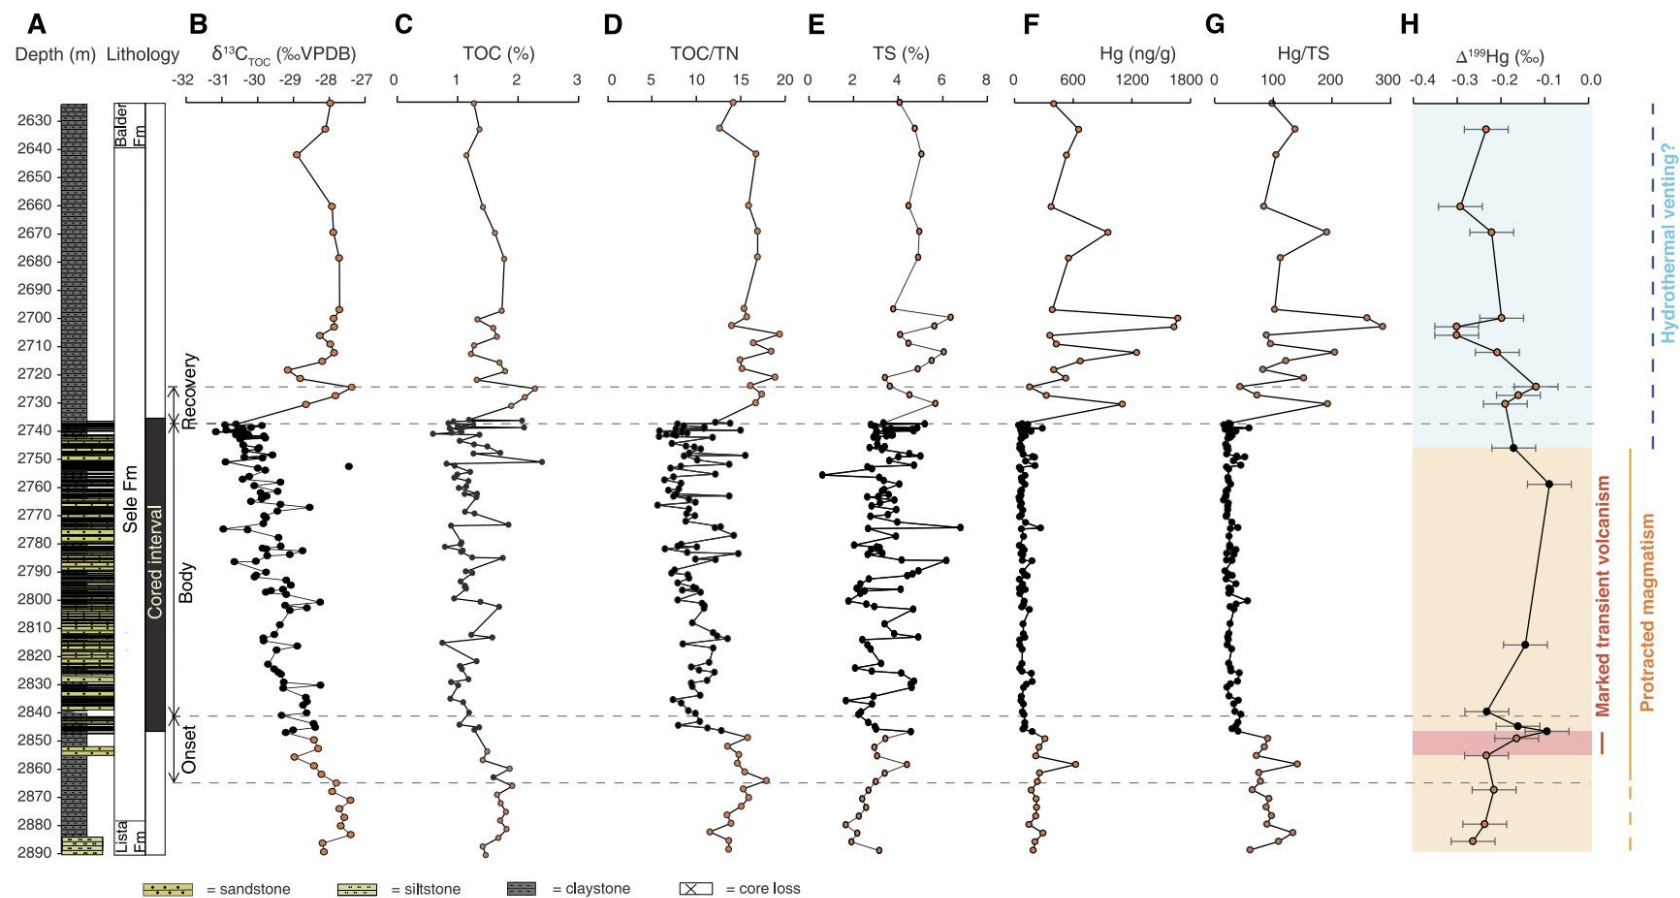 A B C D E F G H
Depth (m) Lithology δ¹³C_TOC (‰VPDB) TOC (%) TOC/TN TS (%) Hg (ng/g) Hg/TS Δ¹⁹⁹Hg (‰)
-32 -31 -30 -29 -28 -27 0 1 2 3 0 5 10 15 20 0 2 4 6 8 0 600 1200 1800 0 100 200 300 -0.4 -0.3 -0.2 -0.1 0.0
2630
2640
2650
2660
2670
2680
2690
2700
2710
2720
2730
2740
2750
2760
2770
2780
2790
2800
2810
2820
2830
2840
2850
2860
2870
2880
2890
Balder
Fm
Sele Fm
Lista
Fm
Cored interval
Recovery
Body
Onset
Hydrothermal venting?
Marked transient volcanism
Protracted magmatism
= sandstone = siltstone = claystone = core loss